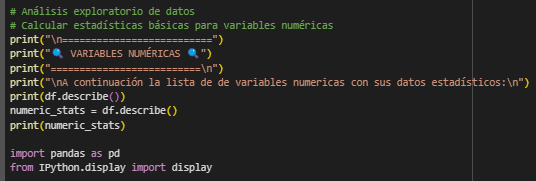 # Análisis exploratorio de datos
# Calcular estadísticas básicas para variables numéricas
print("\n==========================")
print("🔍 VARIABLES NUMÉRICAS 🔍")
print("==========================\n")
print("\nA continuación la lista de de variables numericas con sus datos estadísticos:\n")
print(df.describe())
numeric_stats = df.describe()
print(numeric_stats)
import pandas as pd
from IPython.display import display